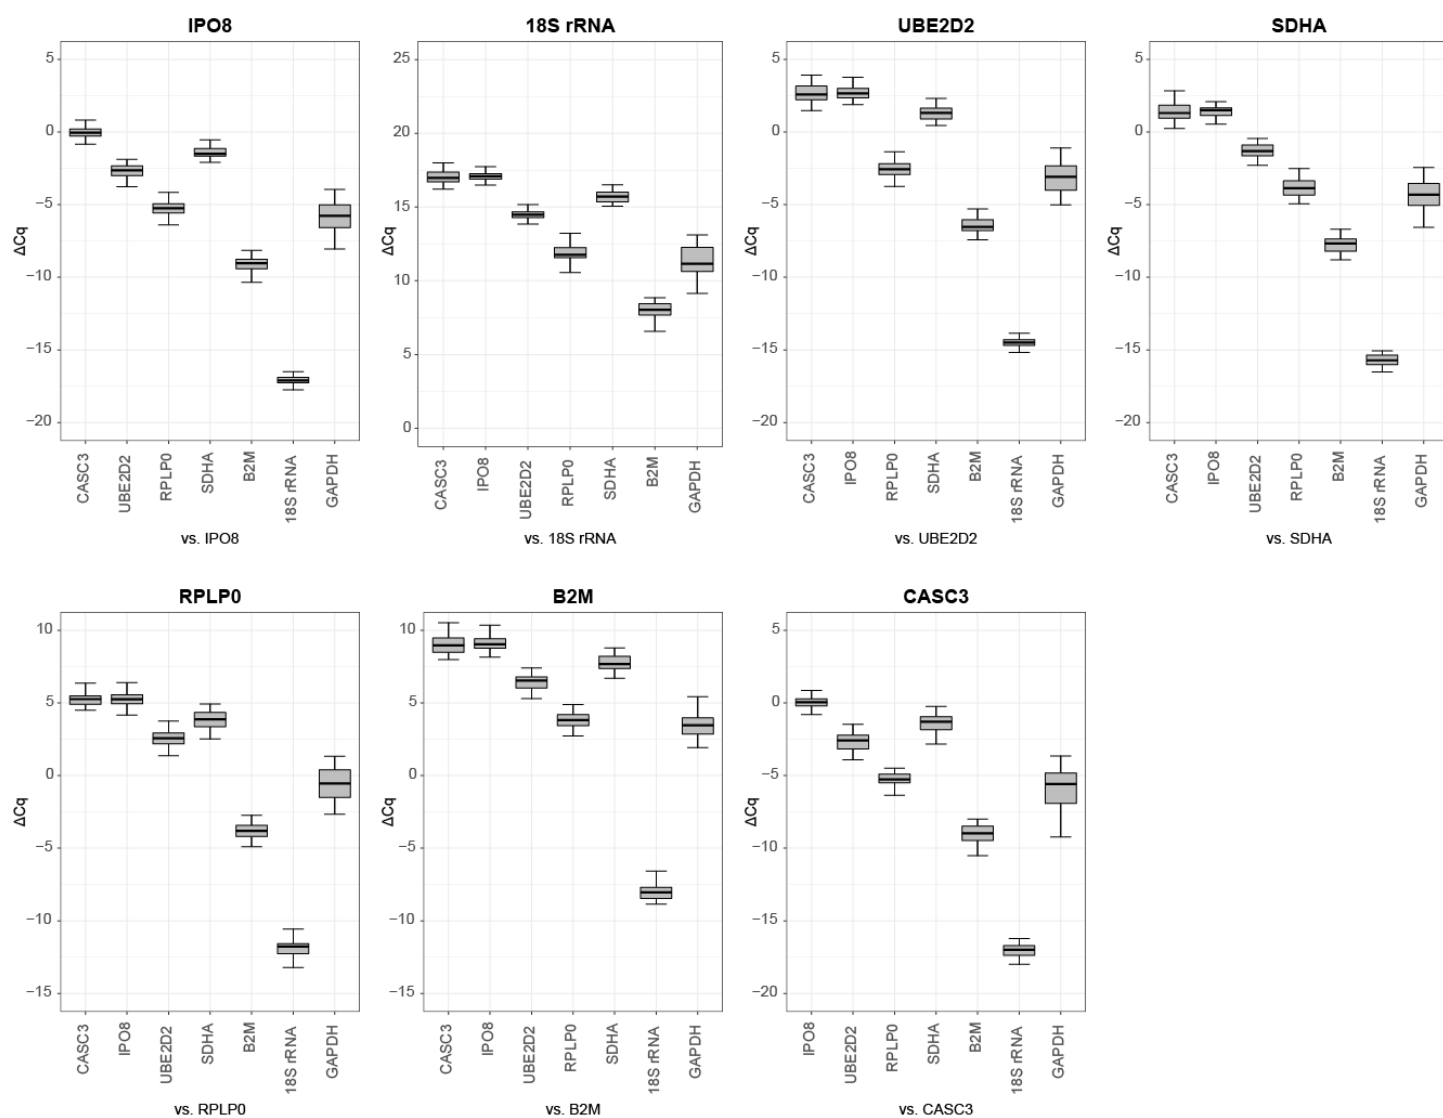 IPO8
18S rRNA
UBE2D2
SDHA
5
0
−5
−10
−15
−20
ΔCq
CASC3
UBE2D2
RPLP0
SDHA
B2M
18S rRNA
GAPDH
vs. IPO8
25
20
15
10
5
0
ΔCq
CASC3
IPO8
UBE2D2
RPLP0
SDHA
B2M
GAPDH
vs. 18S rRNA
5
0
−5
−10
−15
−20
ΔCq
CASC3
IPO8
RPLP0
SDHA
B2M
18S rRNA
GAPDH
vs. UBE2D2
5
0
−5
−10
−15
−20
ΔCq
CASC3
IPO8
UBE2D2
RPLP0
B2M
18S rRNA
GAPDH
vs. SDHA
RPLP0
B2M
CASC3
10
5
0
−5
−10
−15
ΔCq
CASC3
IPO8
UBE2D2
SDHA
B2M
18S rRNA
GAPDH
vs. RPLP0
10
5
0
−5
−10
−15
ΔCq
CASC3
IPO8
UBE2D2
RPLP0
SDHA
18S rRNA
GAPDH
vs. B2M
5
0
−5
−10
−15
−20
ΔCq
IPO8
UBE2D2
RPLP0
SDHA
B2M
18S rRNA
GAPDH
vs. CASC3